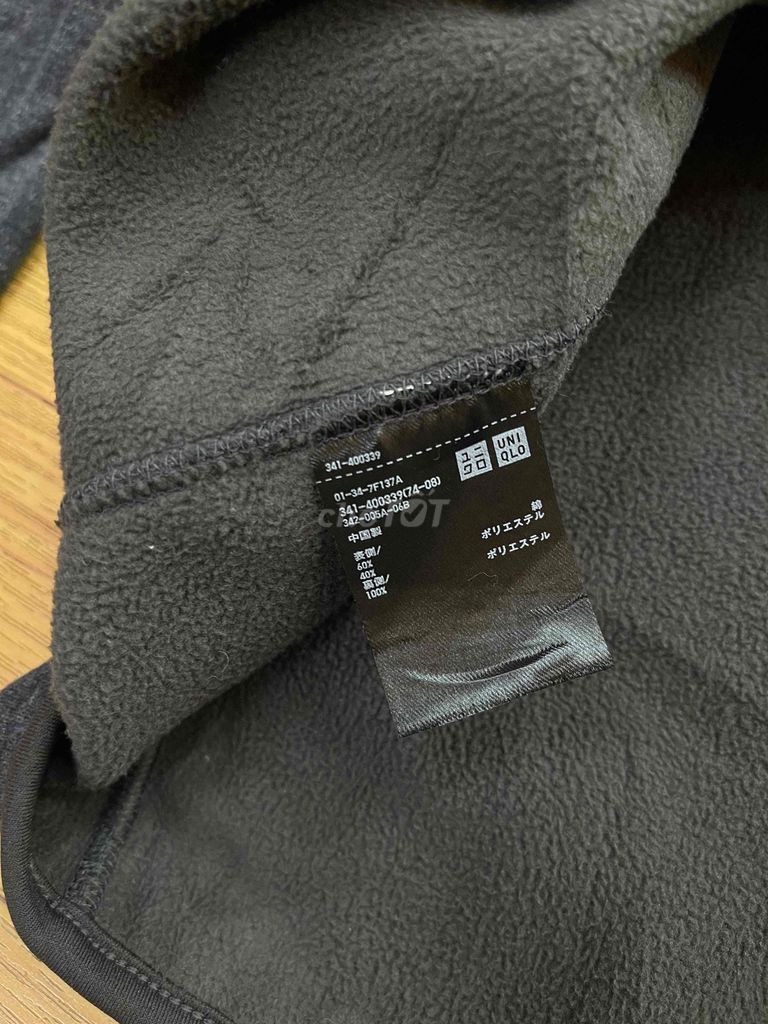 341-400339
ユニ
クロ
UNI
QLO
01-34-7F137A
341-400339(74-08)
342-005A-06B
中国製
表側/
60% 綿
40% ポリエステル
裏側/
100% ポリエステル
CHOTỐT